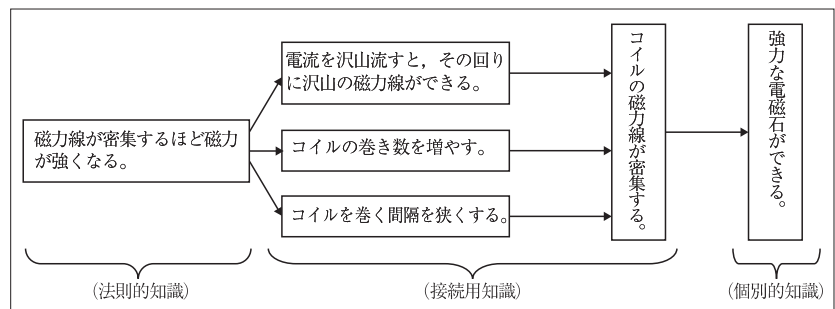 磁力線が密集するほど磁力
が強くなる。
電流を沢山流すと，その回り
に沢山の磁力線ができる。
コイルの巻き数を増やす。
コイルを巻く間隔を狭くする。
コイルの磁力線が密集する。
強力な電磁石ができる。
（法則的知識）
（接続用知識）
（個別的知識）